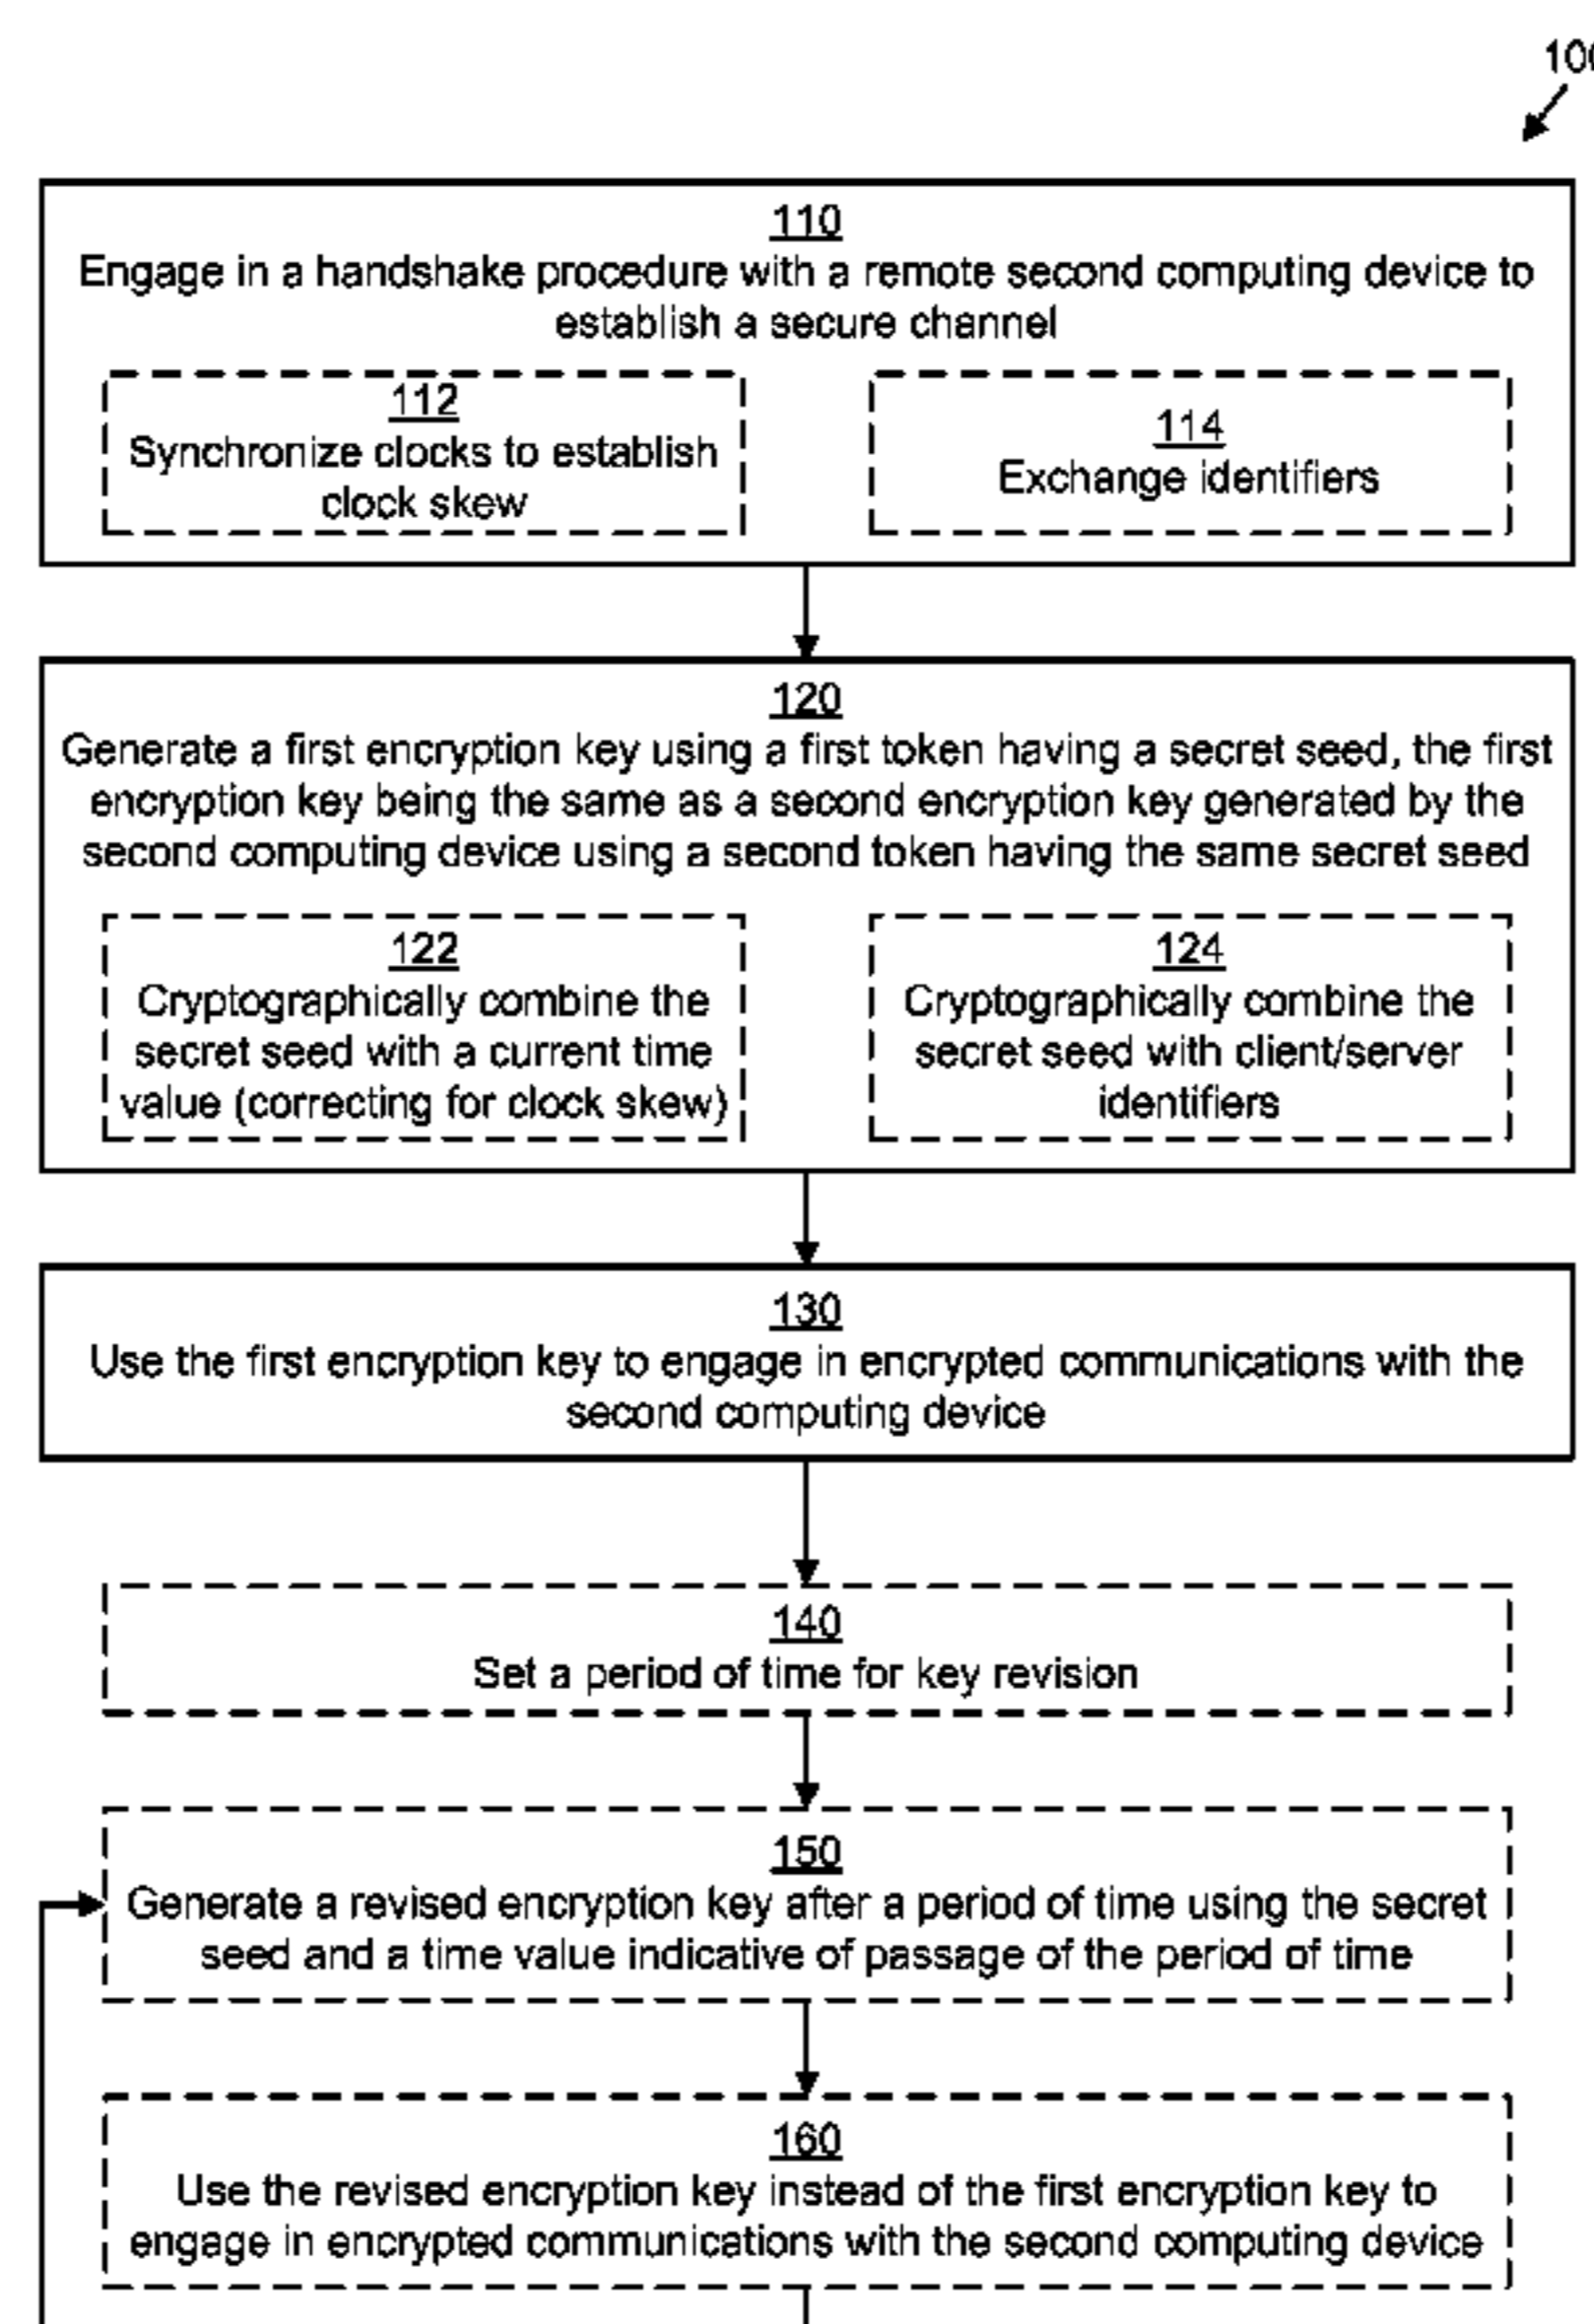 110
Engage in a handshake procedure with a remote second computing device to
establish a secure channel
112
Synchronize clocks to establish
clock skew
114
Exchange identifiers
120
Generate a first encryption key using a first token having a secret seed, the first
encryption key being the same as a second encryption key generated by the
second computing device using a second token having the same secret seed
122
Cryptographically combine the
secret seed with a current time
value (correcting for clock skew)
124
Cryptographically combine the
secret seed with client/server
identifiers
130
Use the first encryption key to engage in encrypted communications with the
second computing device
140
Set a period of time for key revision
150
Generate a revised encryption key after a period of time using the secret
seed and a time value indicative of passage of the period of time
160
Use the revised encryption key instead of the first encryption key to
engage in encrypted communications with the second computing device